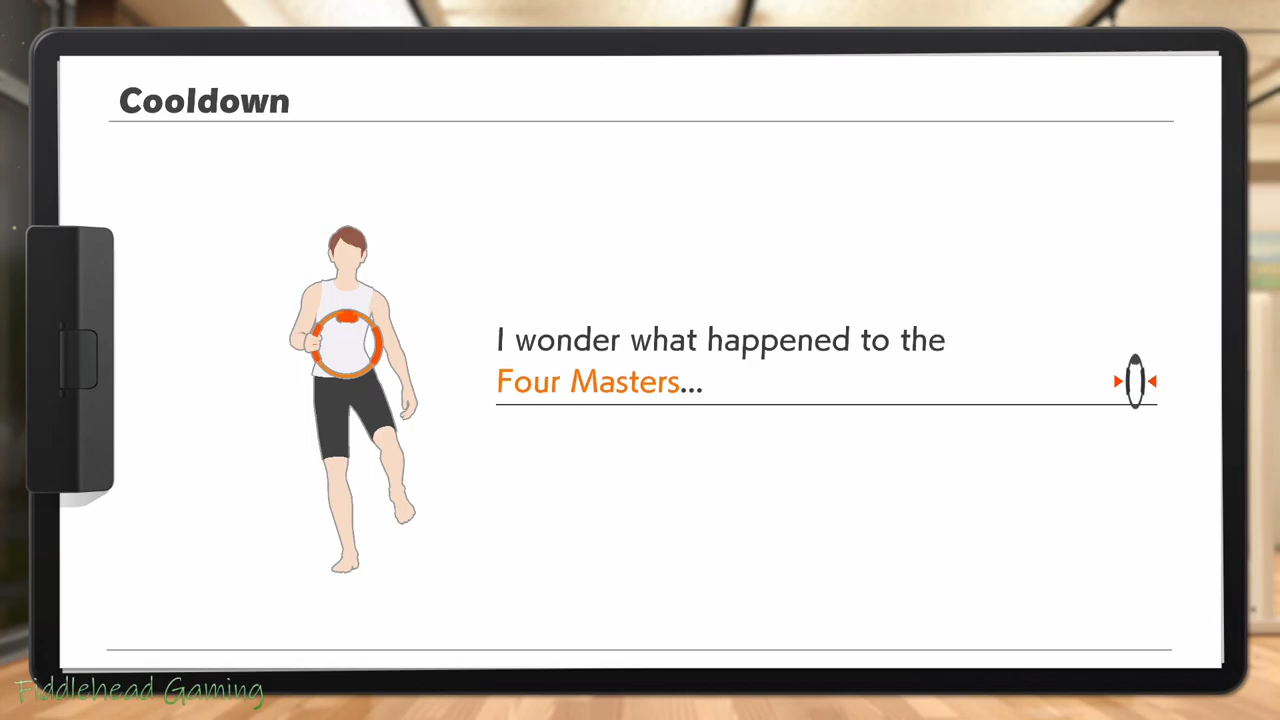 Cooldown
I wonder what happened to the
Four Masters...
Fiddlehead Gaming